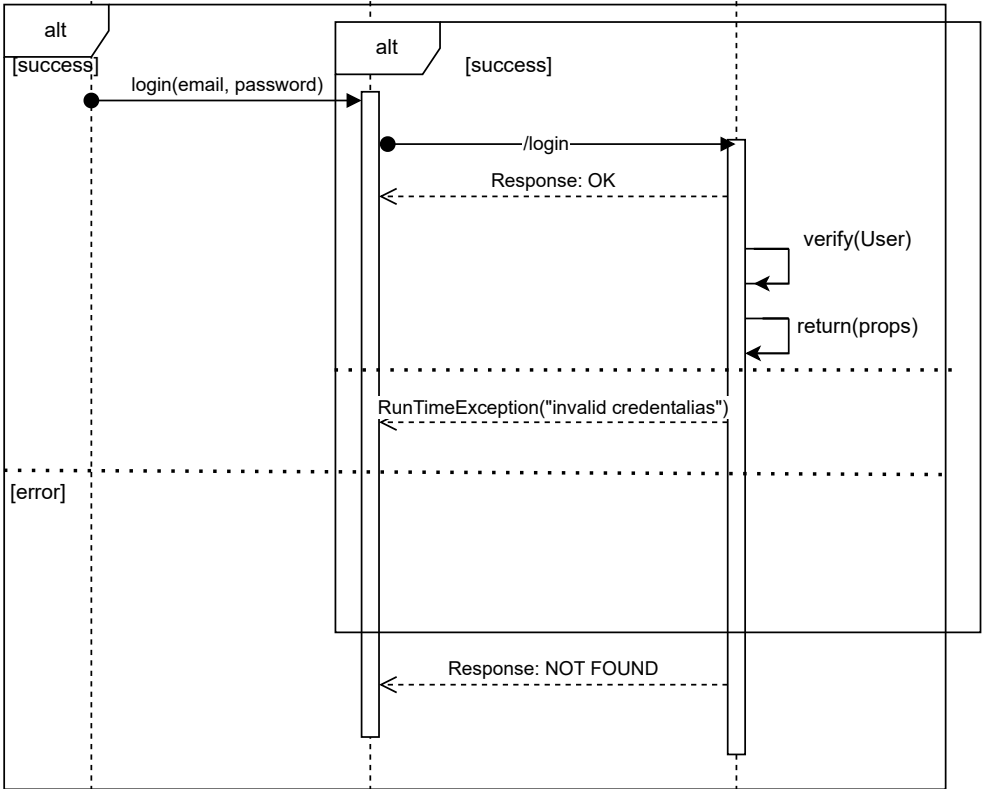 alt
alt
[success]
[success]
login(email, password)
/login
Response: OK
verify(User)
return(props)
RunTimeException("invalid credentalias")
[error]
Response: NOT FOUND